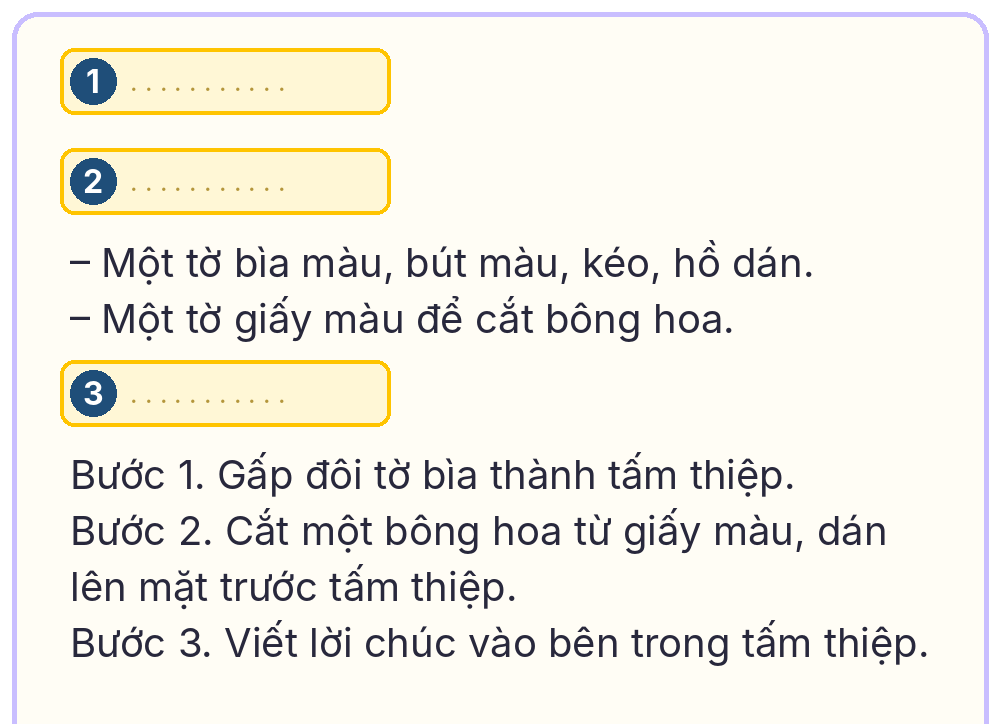 1 . . . . . . . . . . .
2 . . . . . . . . . . .
– Một tờ bìa màu, bút màu, kéo, hồ dán.
– Một tờ giấy màu để cắt bông hoa.
3 . . . . . . . . . . .
Bước 1. Gấp đôi tờ bìa thành tấm thiệp.
Bước 2. Cắt một bông hoa từ giấy màu, dán
lên mặt trước tấm thiệp.
Bước 3. Viết lời chúc vào bên trong tấm thiệp.